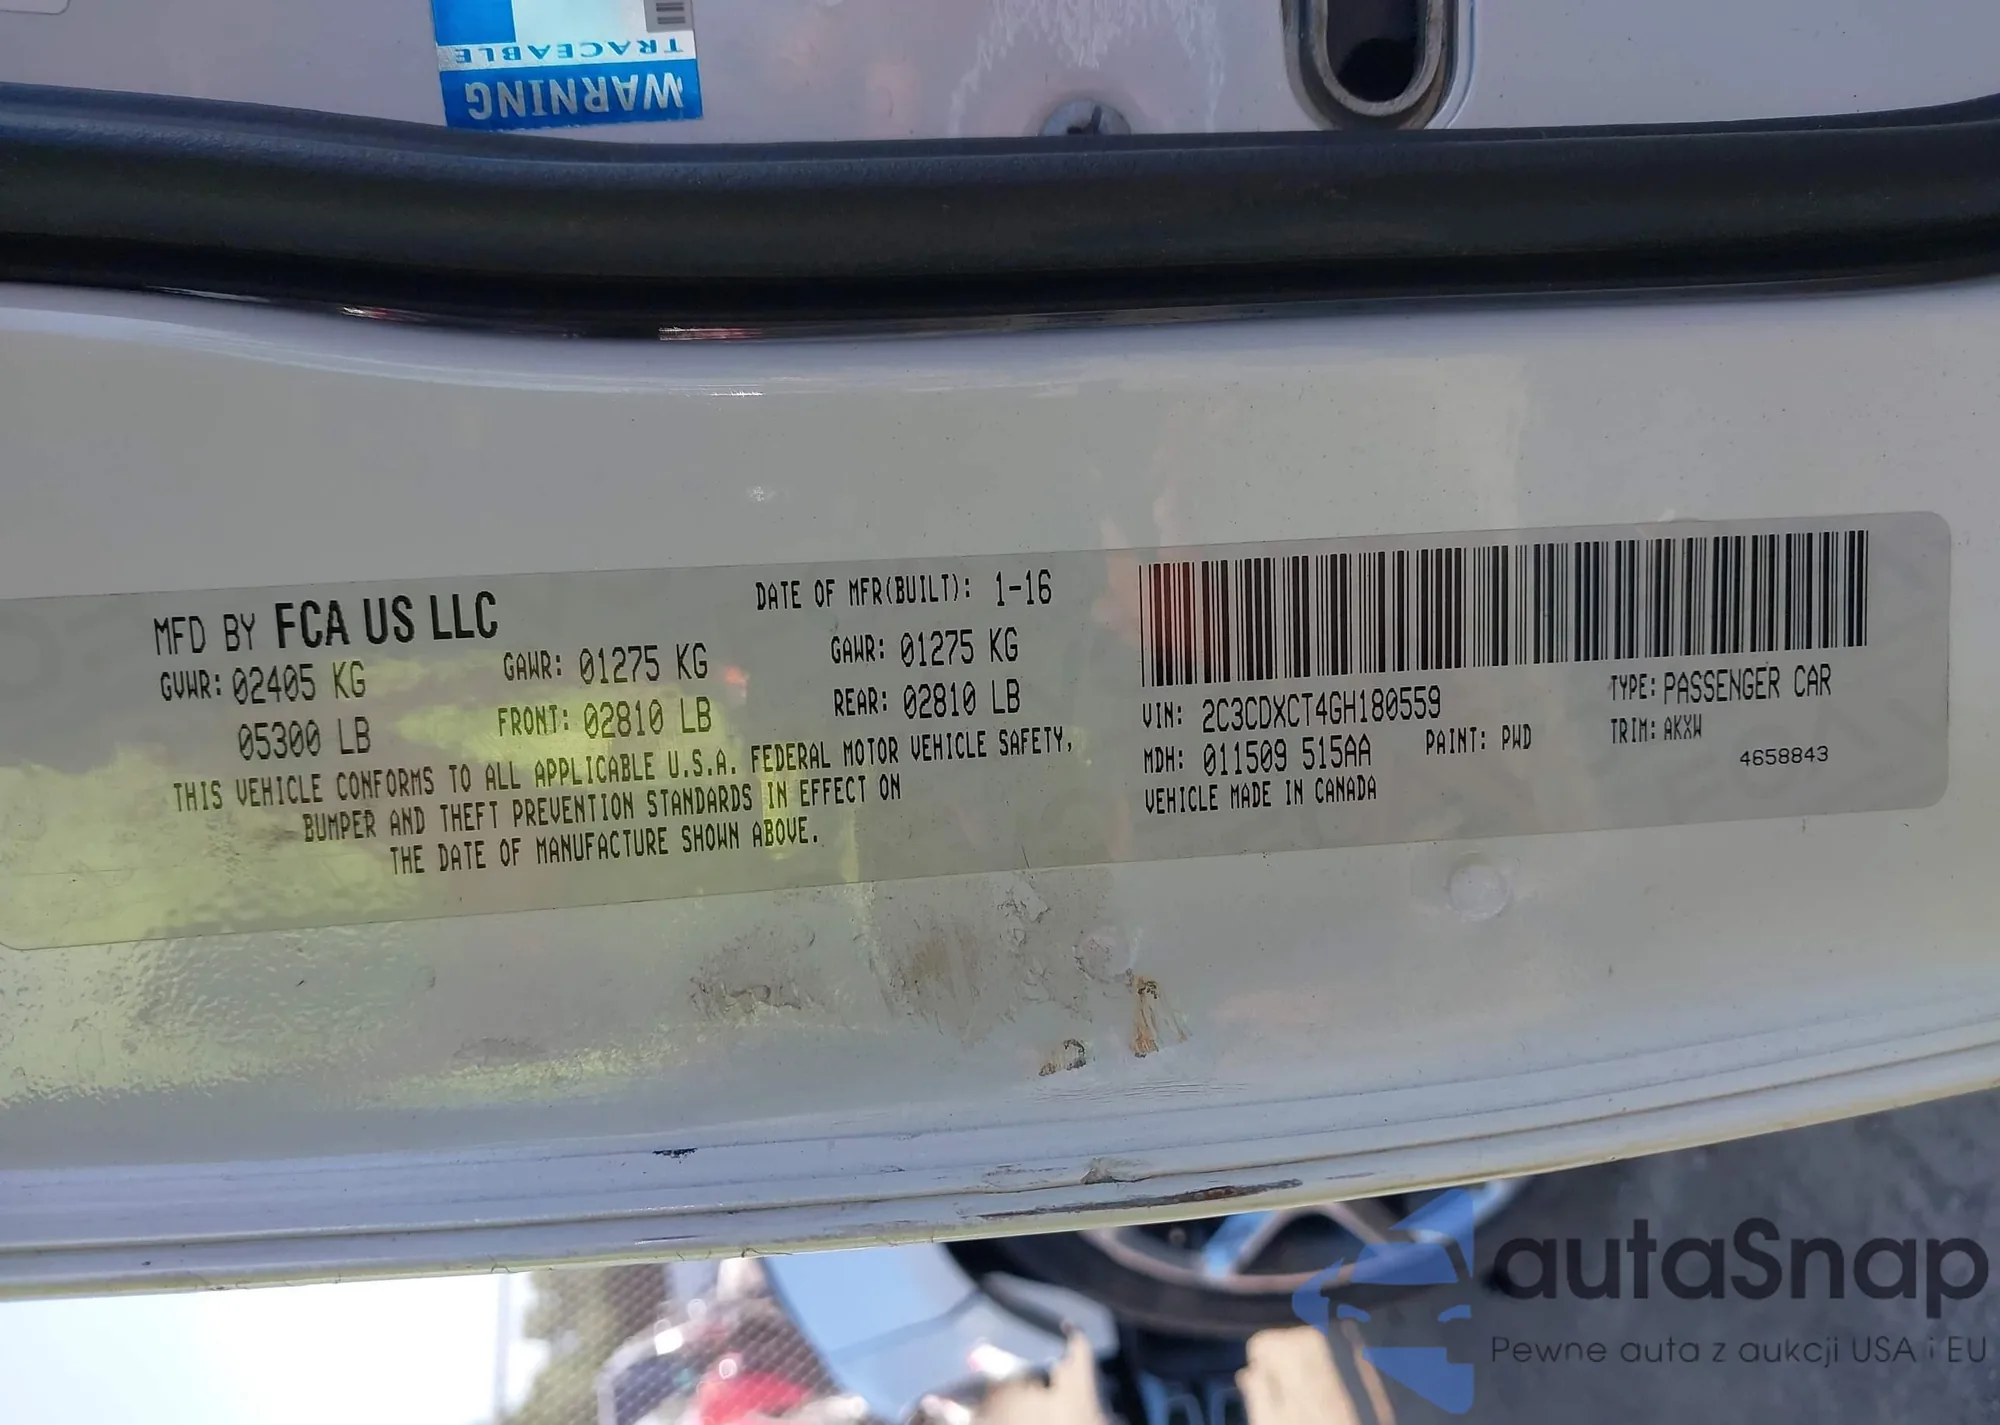 TRACEABLE
WARNING
MFD BY FCA US LLC
DATE OF MFR(BUILT): 1-16
GVWR: 02405 KG
GAWR: 01275 KG
GAWR: 01275 KG
05300 LB
FRONT: 02810 LB
REAR: 02810 LB
THIS VEHICLE CONFORMS TO ALL APPLICABLE U.S.A. FEDERAL MOTOR VEHICLE SAFETY,
BUMPER AND THEFT PREVENTION STANDARDS IN EFFECT ON
THE DATE OF MANUFACTURE SHOWN ABOVE.
VIN: 2C3CDXCT4GH180559
TYPE: PASSENGER CAR
MDH: 011509 515AA
PAINT: PWD
TRIM: AKXW
VEHICLE MADE IN CANADA
4658843
autaSnap
Pewne auta z aukcji USA i EU